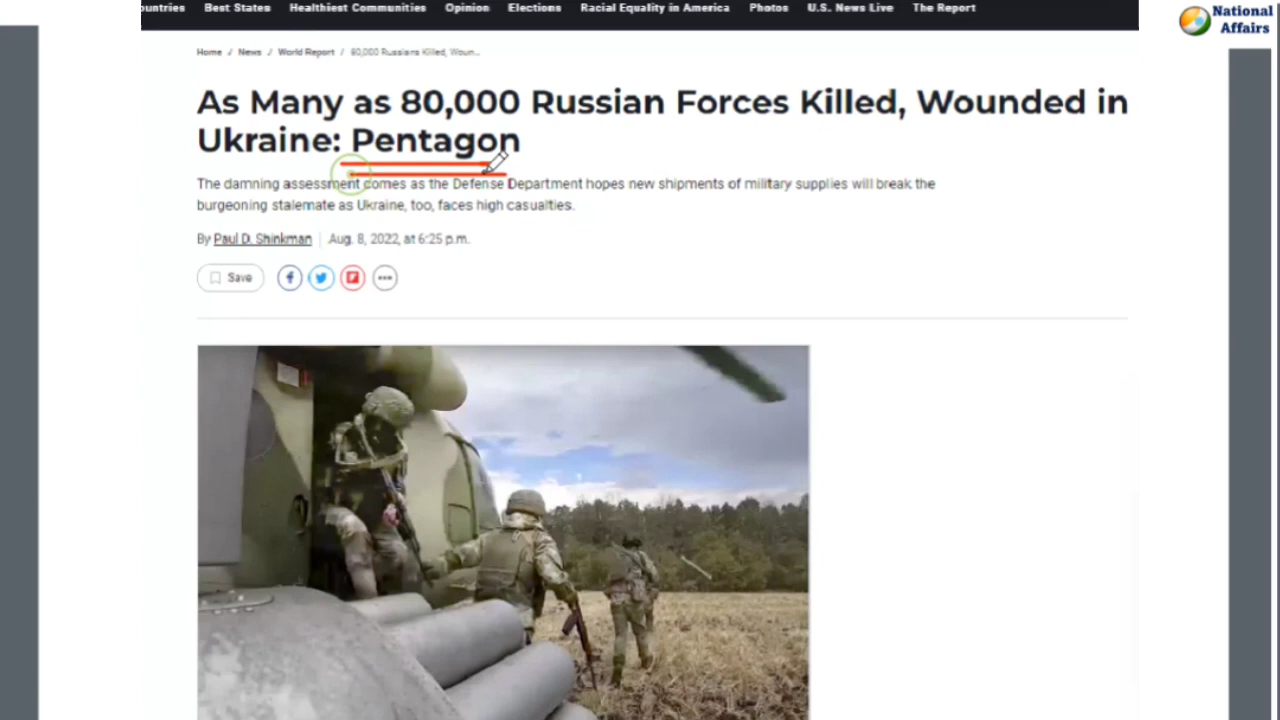 ountries Best States Healthiest Communities Opinion Elections Racial Equality in America Photos U.S. News Live The Report
National
Affairs
Home / News / World Report / 80,000 Russians Killed, Woun...
As Many as 80,000 Russian Forces Killed, Wounded in
Ukraine: Pentagon
The damning assessment comes as the Defense Department hopes new shipments of military supplies will break the
burgeoning stalemate as Ukraine, too, faces high casualties.
By Paul D. Shinkman | Aug. 8, 2022, at 6:25 p.m.
Save